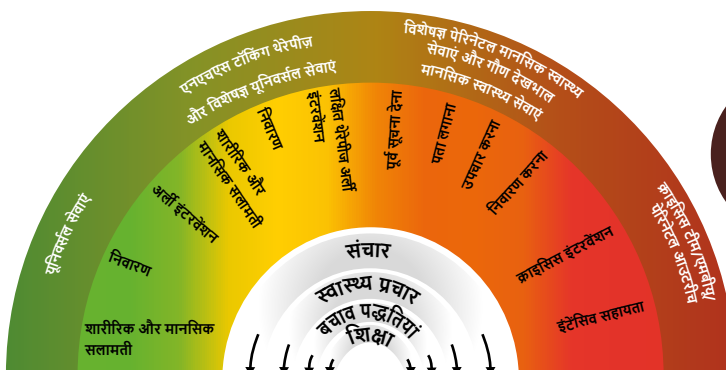 यूनिवर्सल सेवाएं
एनएचएस टॉकिंग थेरेपीज़
और विशेषज्ञ यूनिवर्सल सेवाएं
विशेषज्ञ पेरिनेटल मानसिक स्वास्थ्य
सेवाएं और गौण देखभाल
मानसिक स्वास्थ्य सेवाएं
क्राइसिस टीम/एमबीए/
पेरिनेटल आउटरीच
शारीरिक और मानसिक
सलामती
निवारण
अर्ली इंटरवेंशन
शारीरिक और
मानसिक सलामती
निवारण
लक्षित थेरेपीज अर्ली
इंटरवेंशन
पूर्व सूचना देना
पता लगाना
उपचार करना
निवारण करना
क्राइसिस इंटरवेंशन
इंटेंसिव सहायता
संचार
स्वास्थ्य प्रचार
बचाव पद्धतियां
शिक्षा